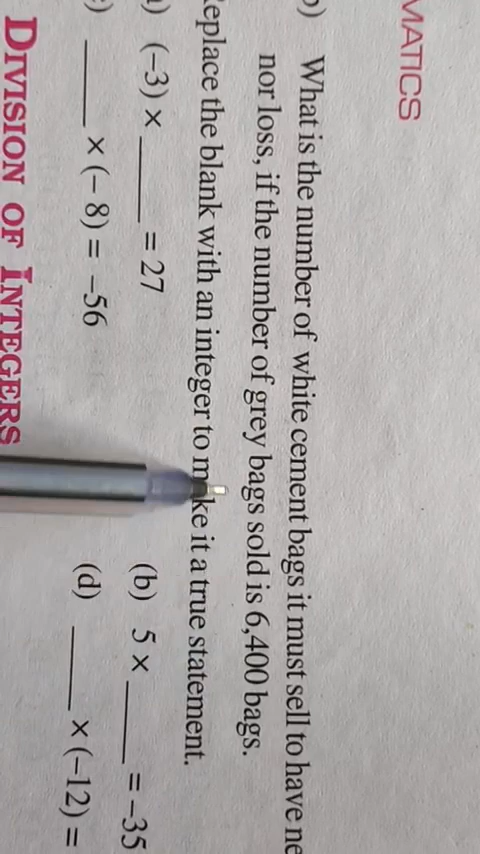 MATICS
What is the number of white cement bags it must sell to have
nor loss, if the number of grey bags sold is 6,400 bags.
eplace the blank with an integer to make it a true statement.
(–3) × _____ = 27 (b) 5 × _____ = –35
_____ × (– 8) = –56 (d) _____ × (–12) =
DIVISION OF INTEGERS